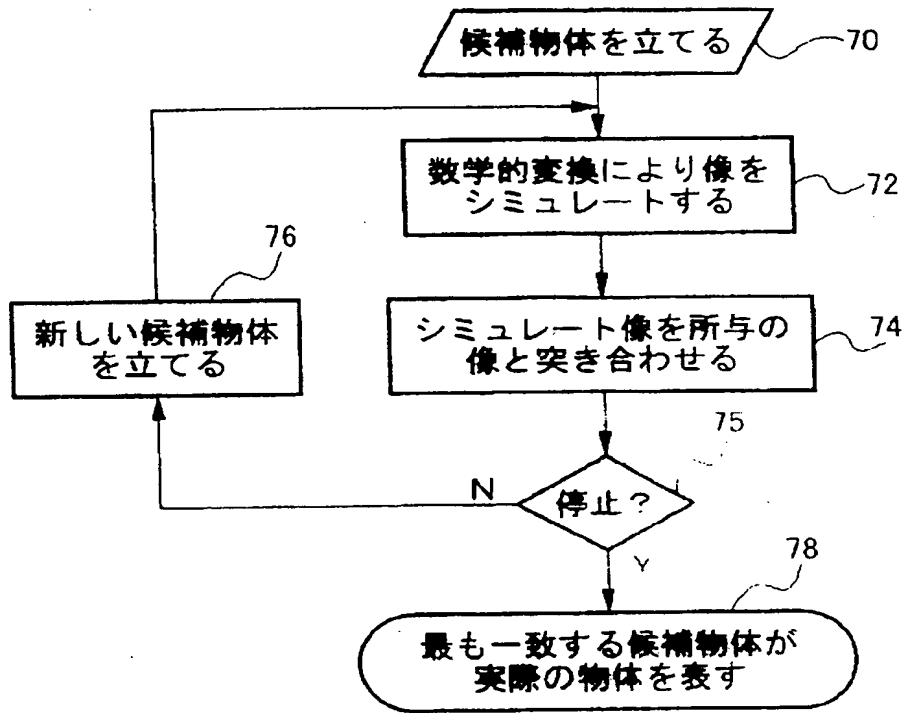 候補物体を立てる
70
数学的変換により像を
シミュレートする
72
76
新しい候補物体
を立てる
シミュレート像を所与の
像と突き合わせる
74
75
N
停止?
Y
78
最も一致する候補物体が
実際の物体を表す